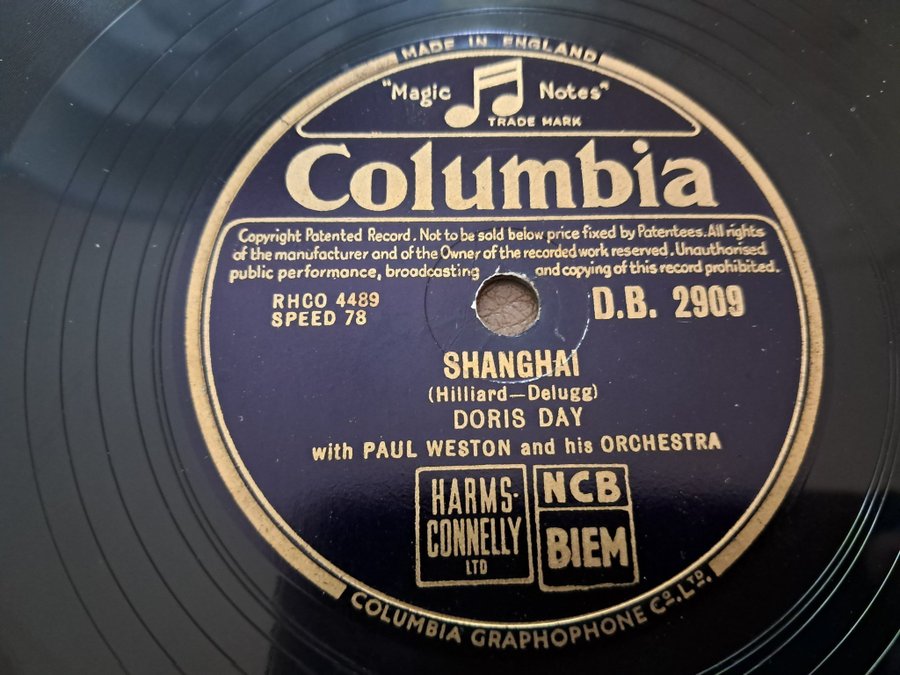 MADE IN ENGLAND
"Magic Notes"
TRADE MARK
Columbia
Copyright Patented Record. Not to be sold below price fixed by Patentees. All rights
of the manufacturer and of the Owner of the recorded work reserved. Unauthorised
public performance, broadcasting and copying of this record prohibited.
RHCO 4489
SPEED 78
D.B. 2909
SHANGHAI
(Hilliard—Delugg)
DORIS DAY
with PAUL WESTON and his ORCHESTRA
HARMS-
CONNELLY
LTD
NCB
BIEM
COLUMBIA GRAPHOPHONE Co. LTD.